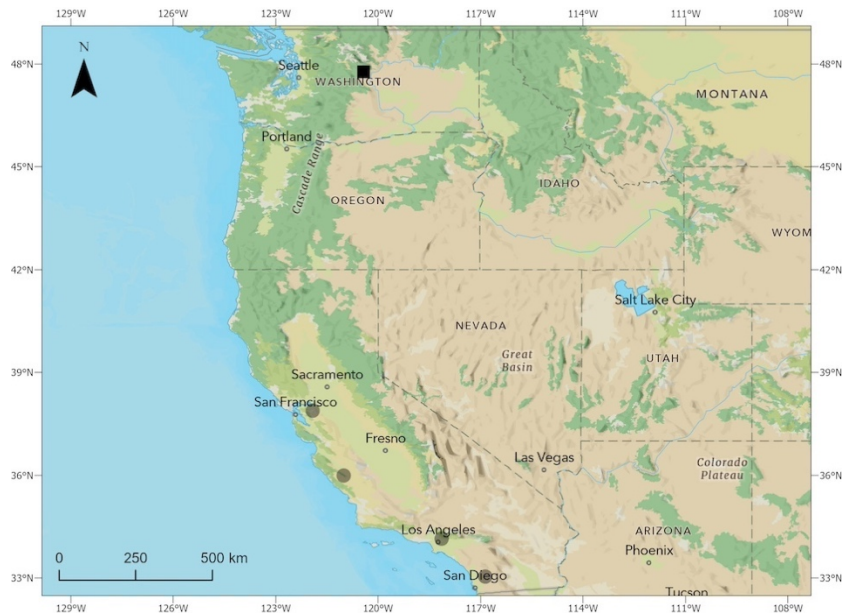 129°W 126°W 123°W 120°W 117°W 114°W 111°W 108°W
N
48°N 48°N
Seattle
WASHINGTON
MONTANA
Portland
45°N 45°N
Cascade Range
IDAHO
OREGON
WYOM
42°N 42°N
Salt Lake City
NEVADA
Great
Basin
UTAH
39°N 39°N
Sacramento
San Francisco
Fresno
Las Vegas
Colorado
Plateau
36°N 36°N
Los Angeles
ARIZONA
Phoenix
0 250 500 km
33°N 33°N
San Diego
Tucson
129°W 126°W 123°W 120°W 117°W 114°W 111°W 108°W